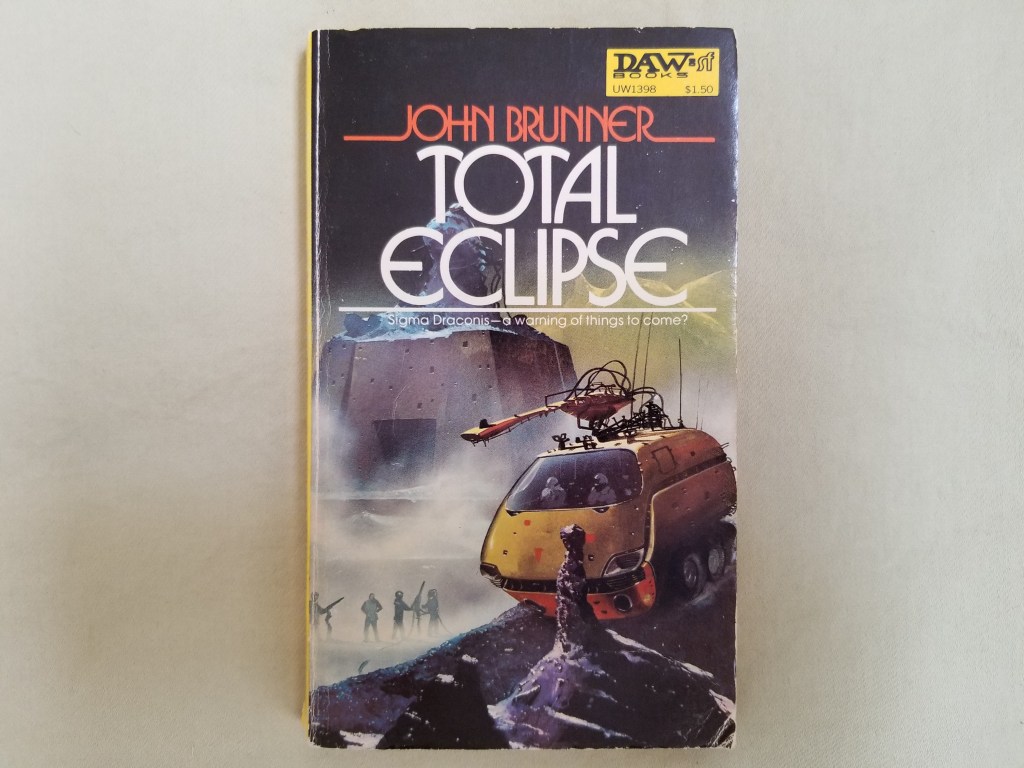 DAW=sf
BOOKS
UW1398 $1.50
JOHN BRUNNER
TOTAL
ECLIPSE
Sigma Draconis—a warning of things to come?